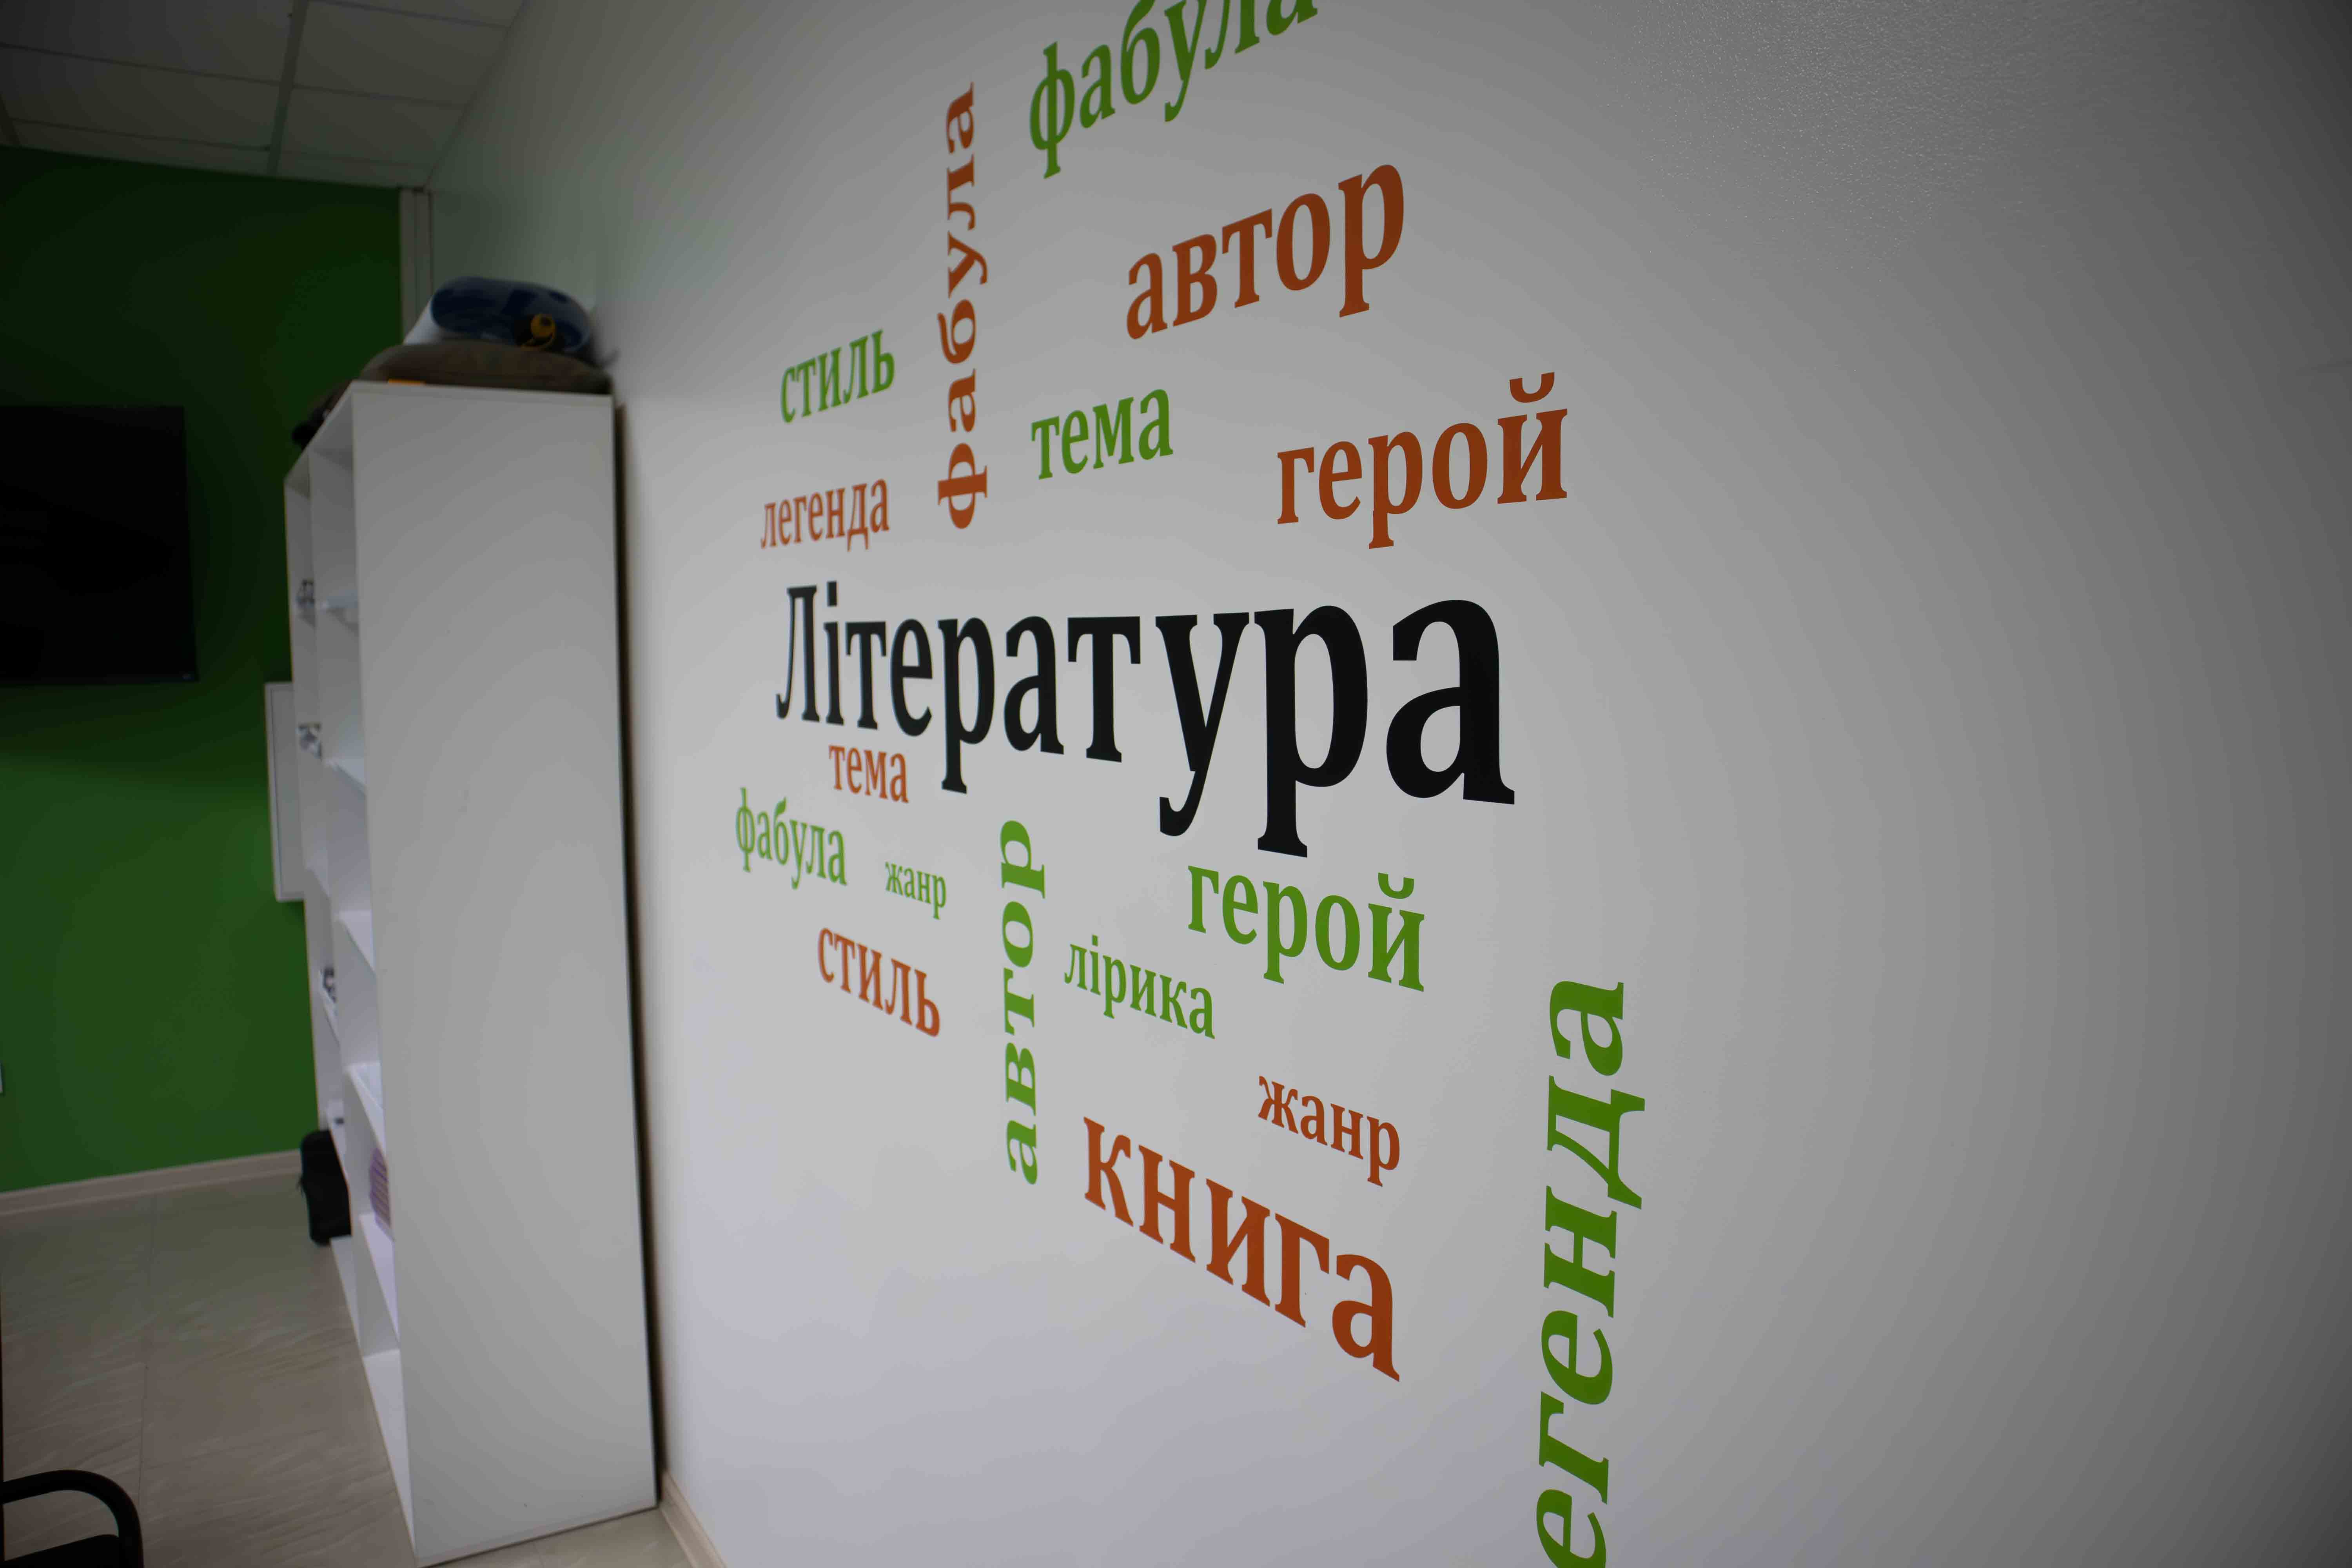 фабула
фабула
автор
стиль
тема
герой
легенда
Література
тема
фабула
жанр
автор
герой
стиль
лірика
жанр
книга
егенда